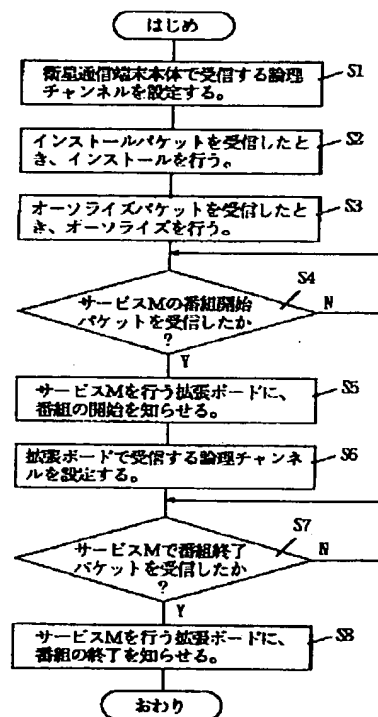 はじめ
衛星通信端末本体で受信する論理
チャンネルを設定する。
S1
インストールパケットを受信したと
き、インストールを行う。
S2
オーソライズパケットを受信したと
き、オーソライズを行う。
S3
サービスMの番組開始
パケットを受信したか
?
S4
N
Y
サービスMを行う拡張ボードに、
番組の開始を知らせる。
S5
拡張ボードで受信する論理チャンネ
ルを設定する。
S6
サービスMで番組終了
パケットを受信したか
?
S7
N
Y
サービスMを行う拡張ボードに、
番組の終了を知らせる。
S8
おわり